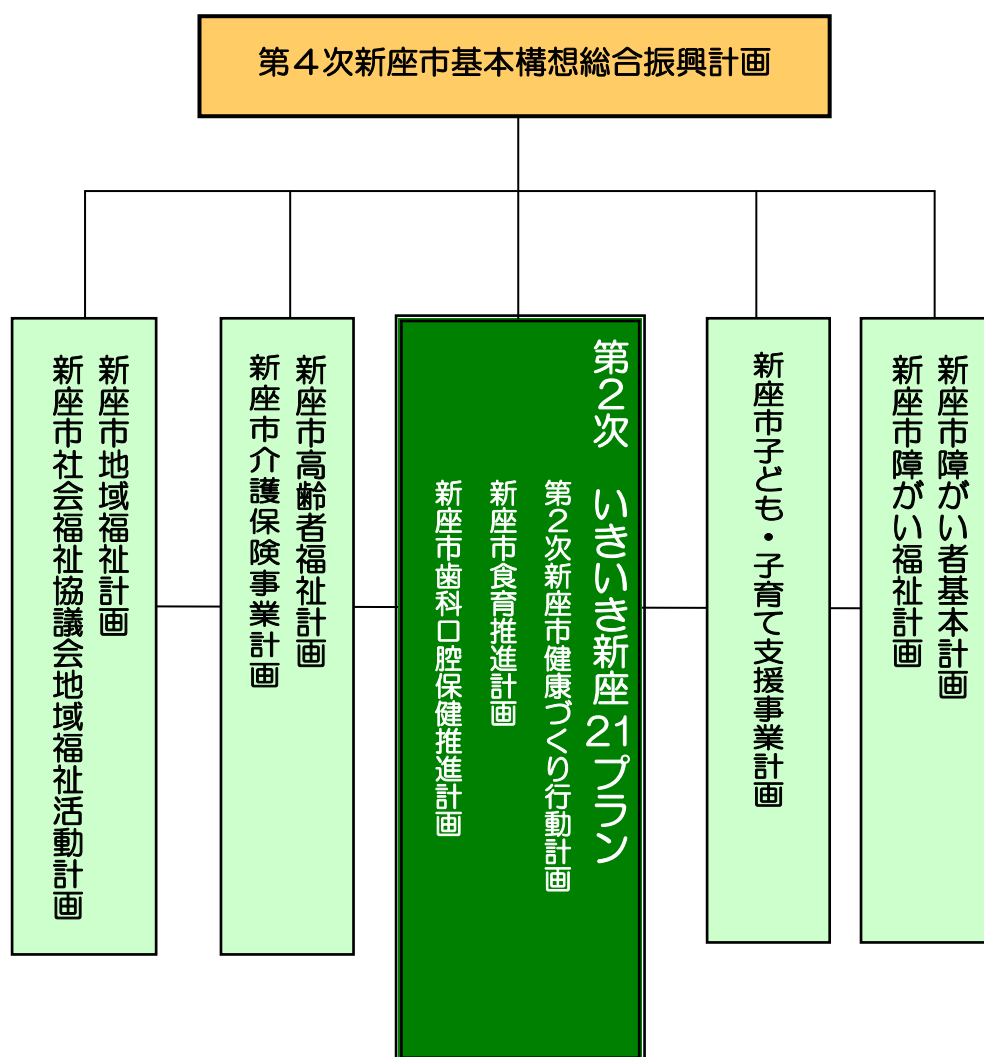 第４次新座市基本構想総合振興計画
新座市地域福祉計画
新座市社会福祉協議会地域福祉活動計画
新座市高齢者福祉計画
新座市介護保険事業計画
第２次　いきいき新座21プラン
第２次新座市健康づくり行動計画
新座市食育推進計画
新座市歯科口腔保健推進計画
新座市子ども・子育て支援事業計画
新座市障がい者基本計画
新座市障がい福祉計画